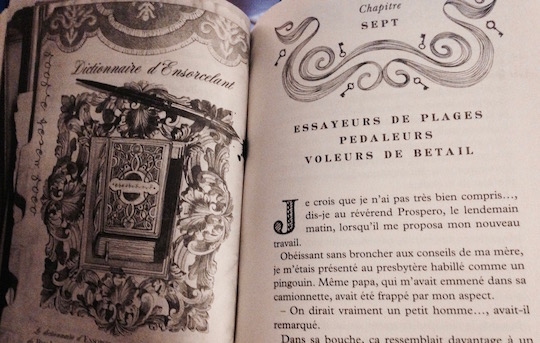 Dictionnaire d'Ensorcelant
Le dictionnaire d'
Chapitre
SEPT
ESSAYEURS DE PLAGES
PEDALEURS
VOLEURS DE BETAIL
Je crois que je n'ai pas très bien compris…,
dis-je au révérend Prospero, le lendemain
matin, lorsqu'il me proposa mon nouveau
travail.
Obéissant sans broncher aux conseils de ma mère,
je m'étais présenté au presbytère habillé comme un
pingouin. Même papa, qui m'avait emmené dans sa
camionnette, avait été frappé par mon aspect.
– On dirait vraiment un petit homme…, avait-il
remarqué.
Dans sa bouche, ça ressemblait davantage à un